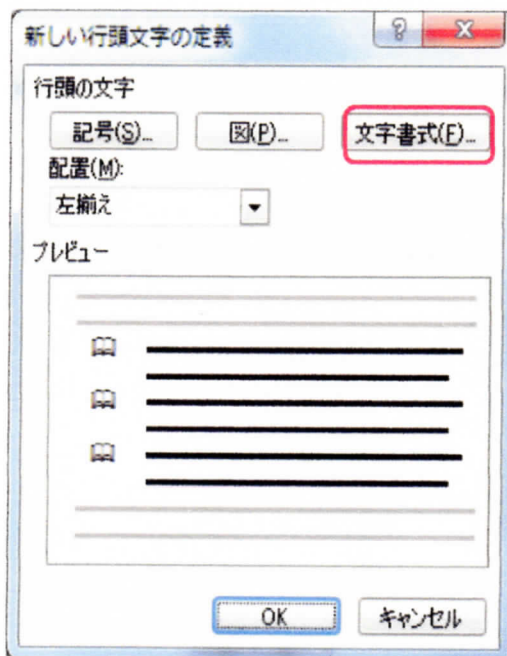 新しい行頭文字の定義
行頭の文字
記号(S)... 図(P)... 文字書式(F)...
配置(M):
左揃え
プレビュー
OK キャンセル